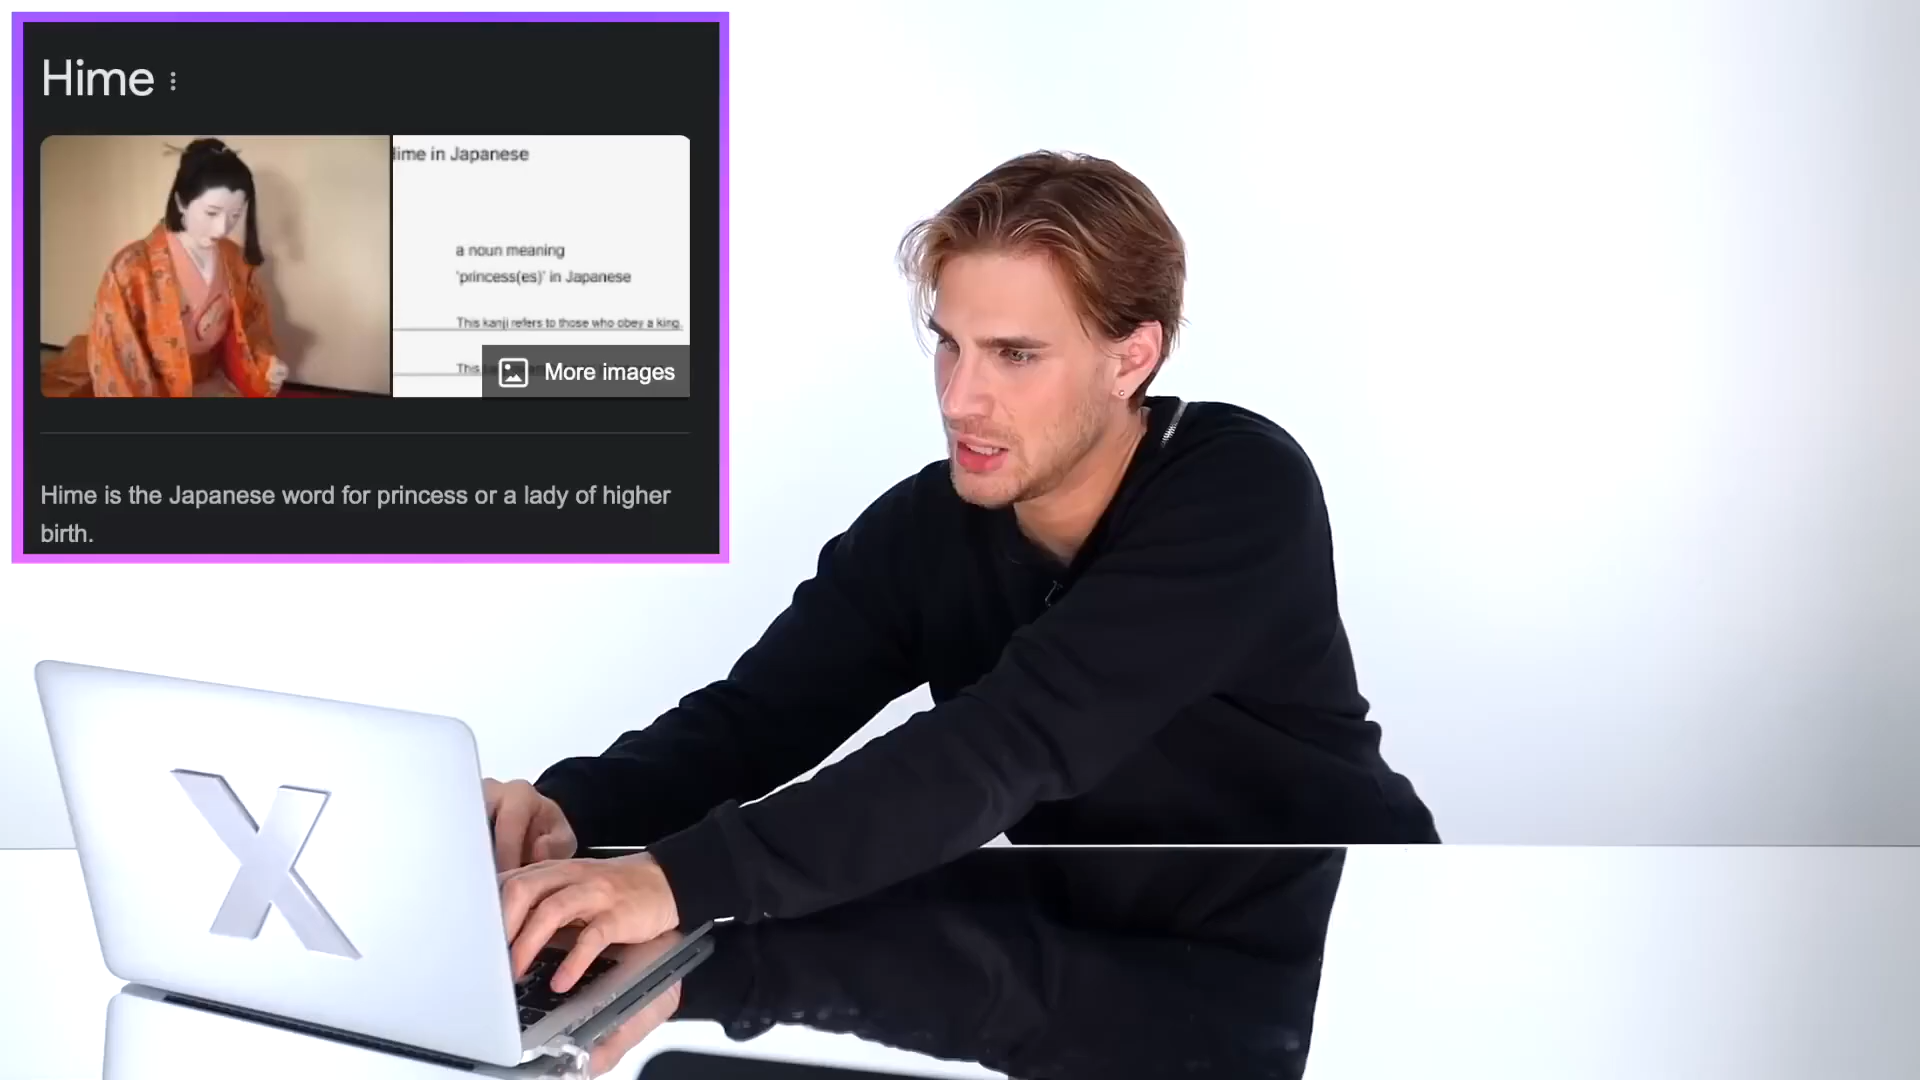 Hime
Hime in Japanese
a noun meaning
'princess(es)' in Japanese
This kanji refers to those who obey a king.
This
More images
Hime is the Japanese word for princess or a lady of higher
birth.
X